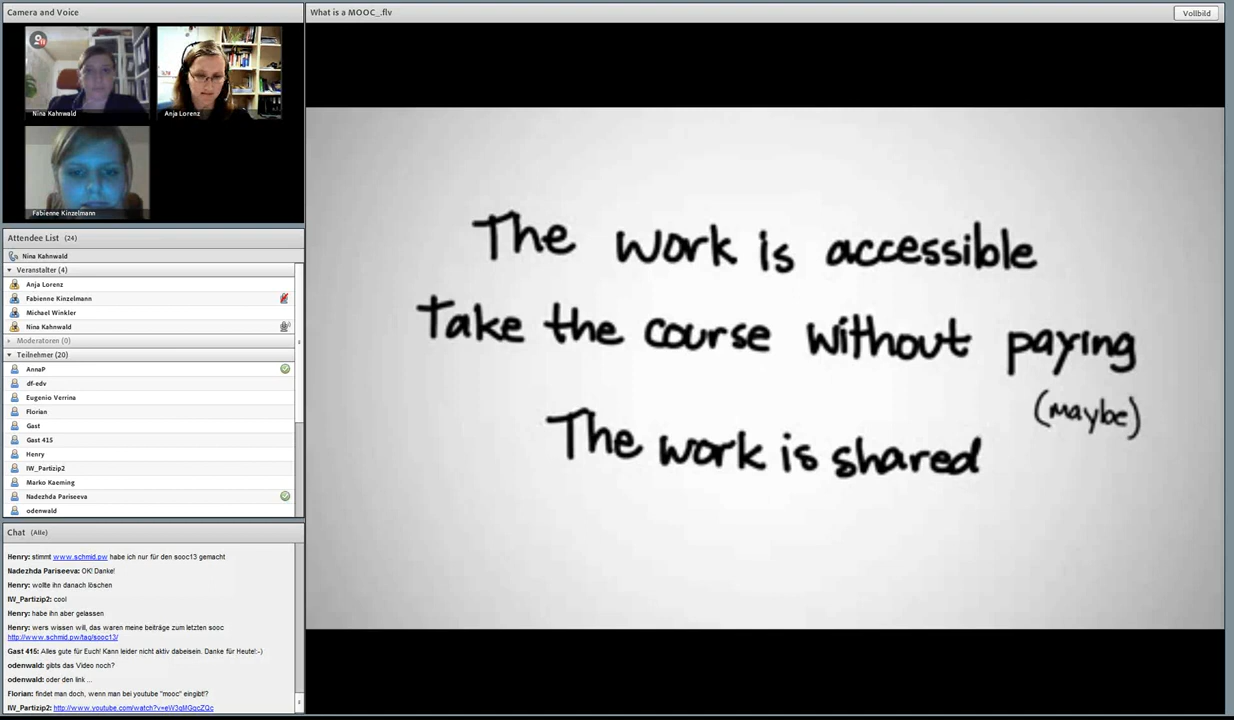 Camera and Voice
Nina Kahnwald
Anja Lorenz
Fabienne Kinzelmann
Attendee List (24)
Nina Kahnwald
Veranstalter (4)
Anja Lorenz
Fabienne Kinzelmann
Michael Winkler
Nina Kahnwald
Moderatoren (0)
Teilnehmer (20)
AnnaP
df-edv
Eugenio Verrina
Florian
Gast
Gast 415
Henry
IW_Partizip2
Marko Kaeming
Nadezhda Pariseeva
odenwald
Chat (Alle)
Henry: stimmt www.schmid.pw habe ich nur für den sooc13 gemacht
Nadezhda Pariseeva: OK! Danke!
Henry: wollte ihn danach löschen
IW_Partizip2: cool
Henry: habe ihn aber gelassen
Henry: wers wissen will, das waren meine beiträge zum letzten sooc
http://www.schmid.pw/tag/sooc13/
Gast 415: Alles gute für Euch! Kann leider nicht aktiv dabeisein. Danke für Heute!:-)
odenwald: gibts das Video noch?
odenwald: oder den link ...
Florian: findet man doch, wenn man bei youtube "mooc" eingibt!?
IW_Partizip2: http://www.youtube.com/watch?v=eW3gMGqcZQc
What is a MOOC_.flv
Vollbild
The work is accessible
Take the course without paying
(maybe)
The work is shared